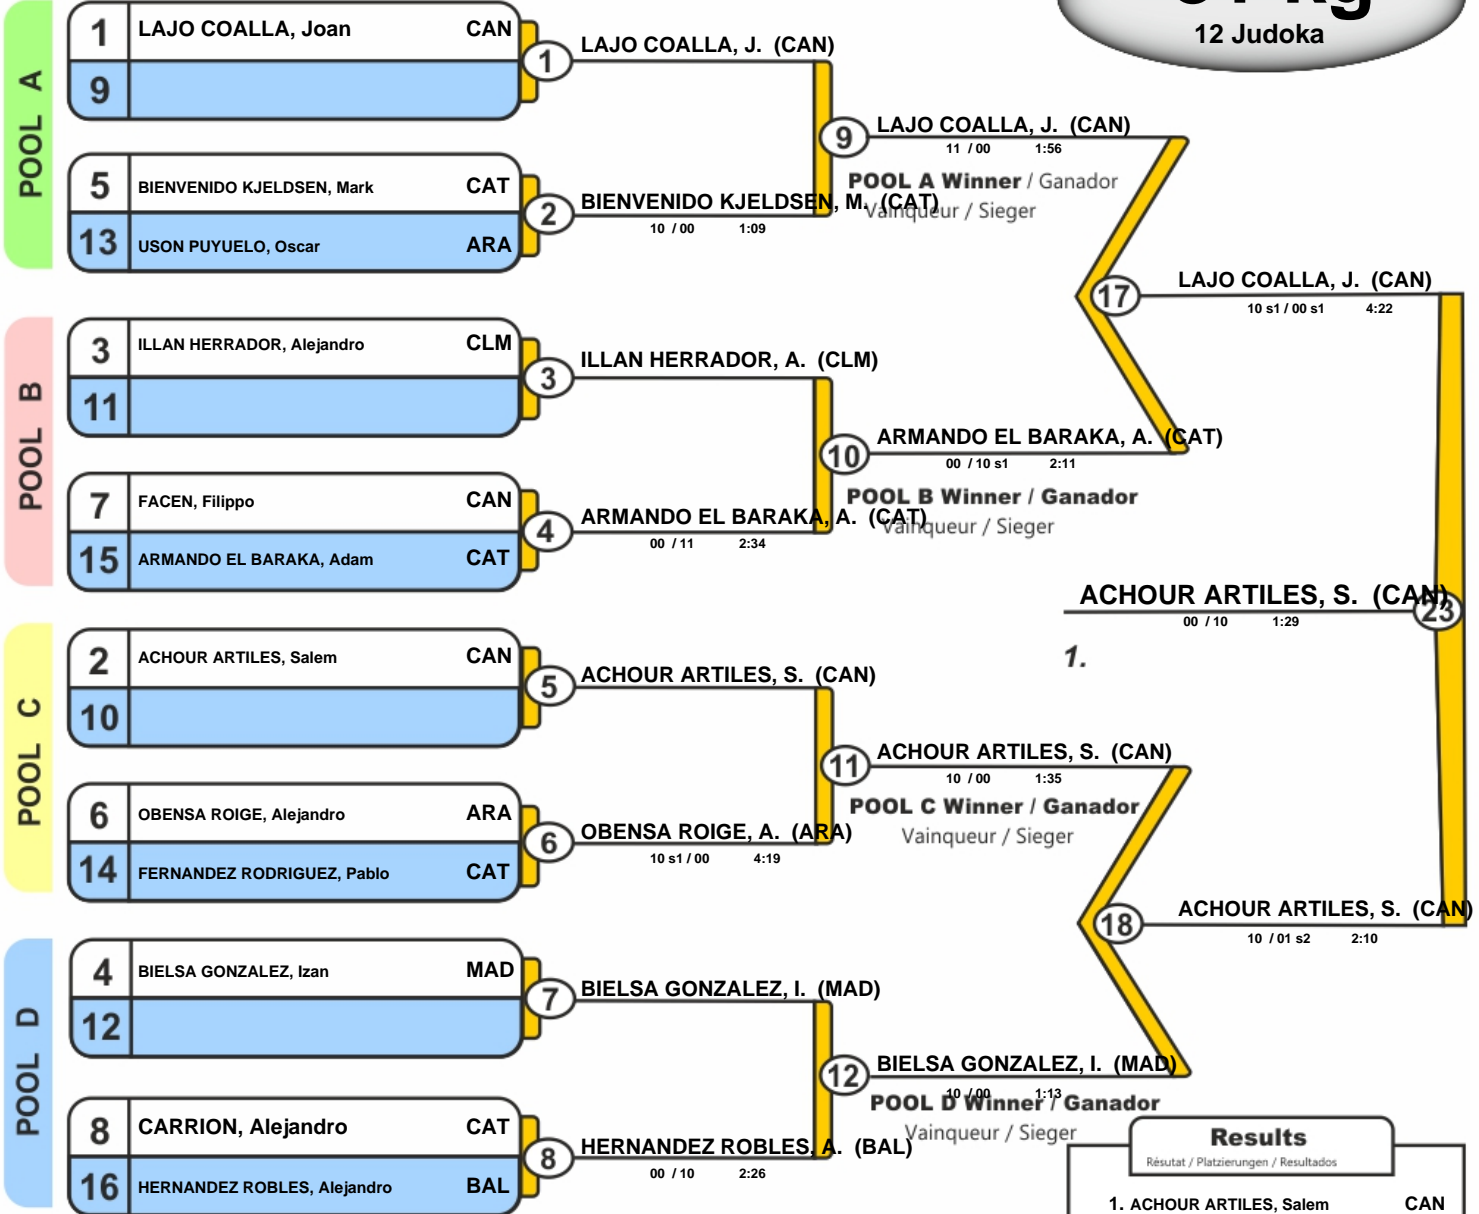 12 Judoka
POOL A
1 LAJO COALLA, Joan CAN
9
1
LAJO COALLA, J. (CAN)
5 BIENVENIDO KJELDSEN, Mark CAT
13 USON PUYUELO, Oscar ARA
2
BIENVENIDO KJELDSEN, M. (CAT)
10 / 00 1:09
9
LAJO COALLA, J. (CAN)
11 / 00 1:56
POOL A Winner / Ganador
Vainqueur / Sieger
POOL B
3 ILLAN HERRADOR, Alejandro CLM
11
3
ILLAN HERRADOR, A. (CLM)
7 FACEN, Filippo CAN
15 ARMANDO EL BARAKA, Adam CAT
4
ARMANDO EL BARAKA, A. (CAT)
00 / 11 2:34
10
ARMANDO EL BARAKA, A. (CAT)
00 / 10 s1 2:11
POOL B Winner / Ganador
Vainqueur / Sieger
17
LAJO COALLA, J. (CAN)
10 s1 / 00 s1 4:22
POOL C
2 ACHOUR ARTILES, Salem CAN
10
5
ACHOUR ARTILES, S. (CAN)
6 OBENSA ROIGE, Alejandro ARA
14 FERNANDEZ RODRIGUEZ, Pablo CAT
6
OBENSA ROIGE, A. (ARA)
10 s1 / 00 4:19
11
ACHOUR ARTILES, S. (CAN)
10 / 00 1:35
POOL C Winner / Ganador
Vainqueur / Sieger
POOL D
4 BIELSA GONZALEZ, Izan MAD
12
7
BIELSA GONZALEZ, I. (MAD)
8 CARRION, Alejandro CAT
16 HERNANDEZ ROBLES, Alejandro BAL
8
HERNANDEZ ROBLES, A. (BAL)
00 / 10 2:26
12
BIELSA GONZALEZ, I. (MAD)
10 / 00 1:13
POOL D Winner / Ganador
Vainqueur / Sieger
18
ACHOUR ARTILES, S. (CAN)
10 / 01 s2 2:10
23
ACHOUR ARTILES, S. (CAN)
00 / 10 1:29
1.
Results
Résutat / Platzierungen / Resultados
1. ACHOUR ARTILES, Salem CAN